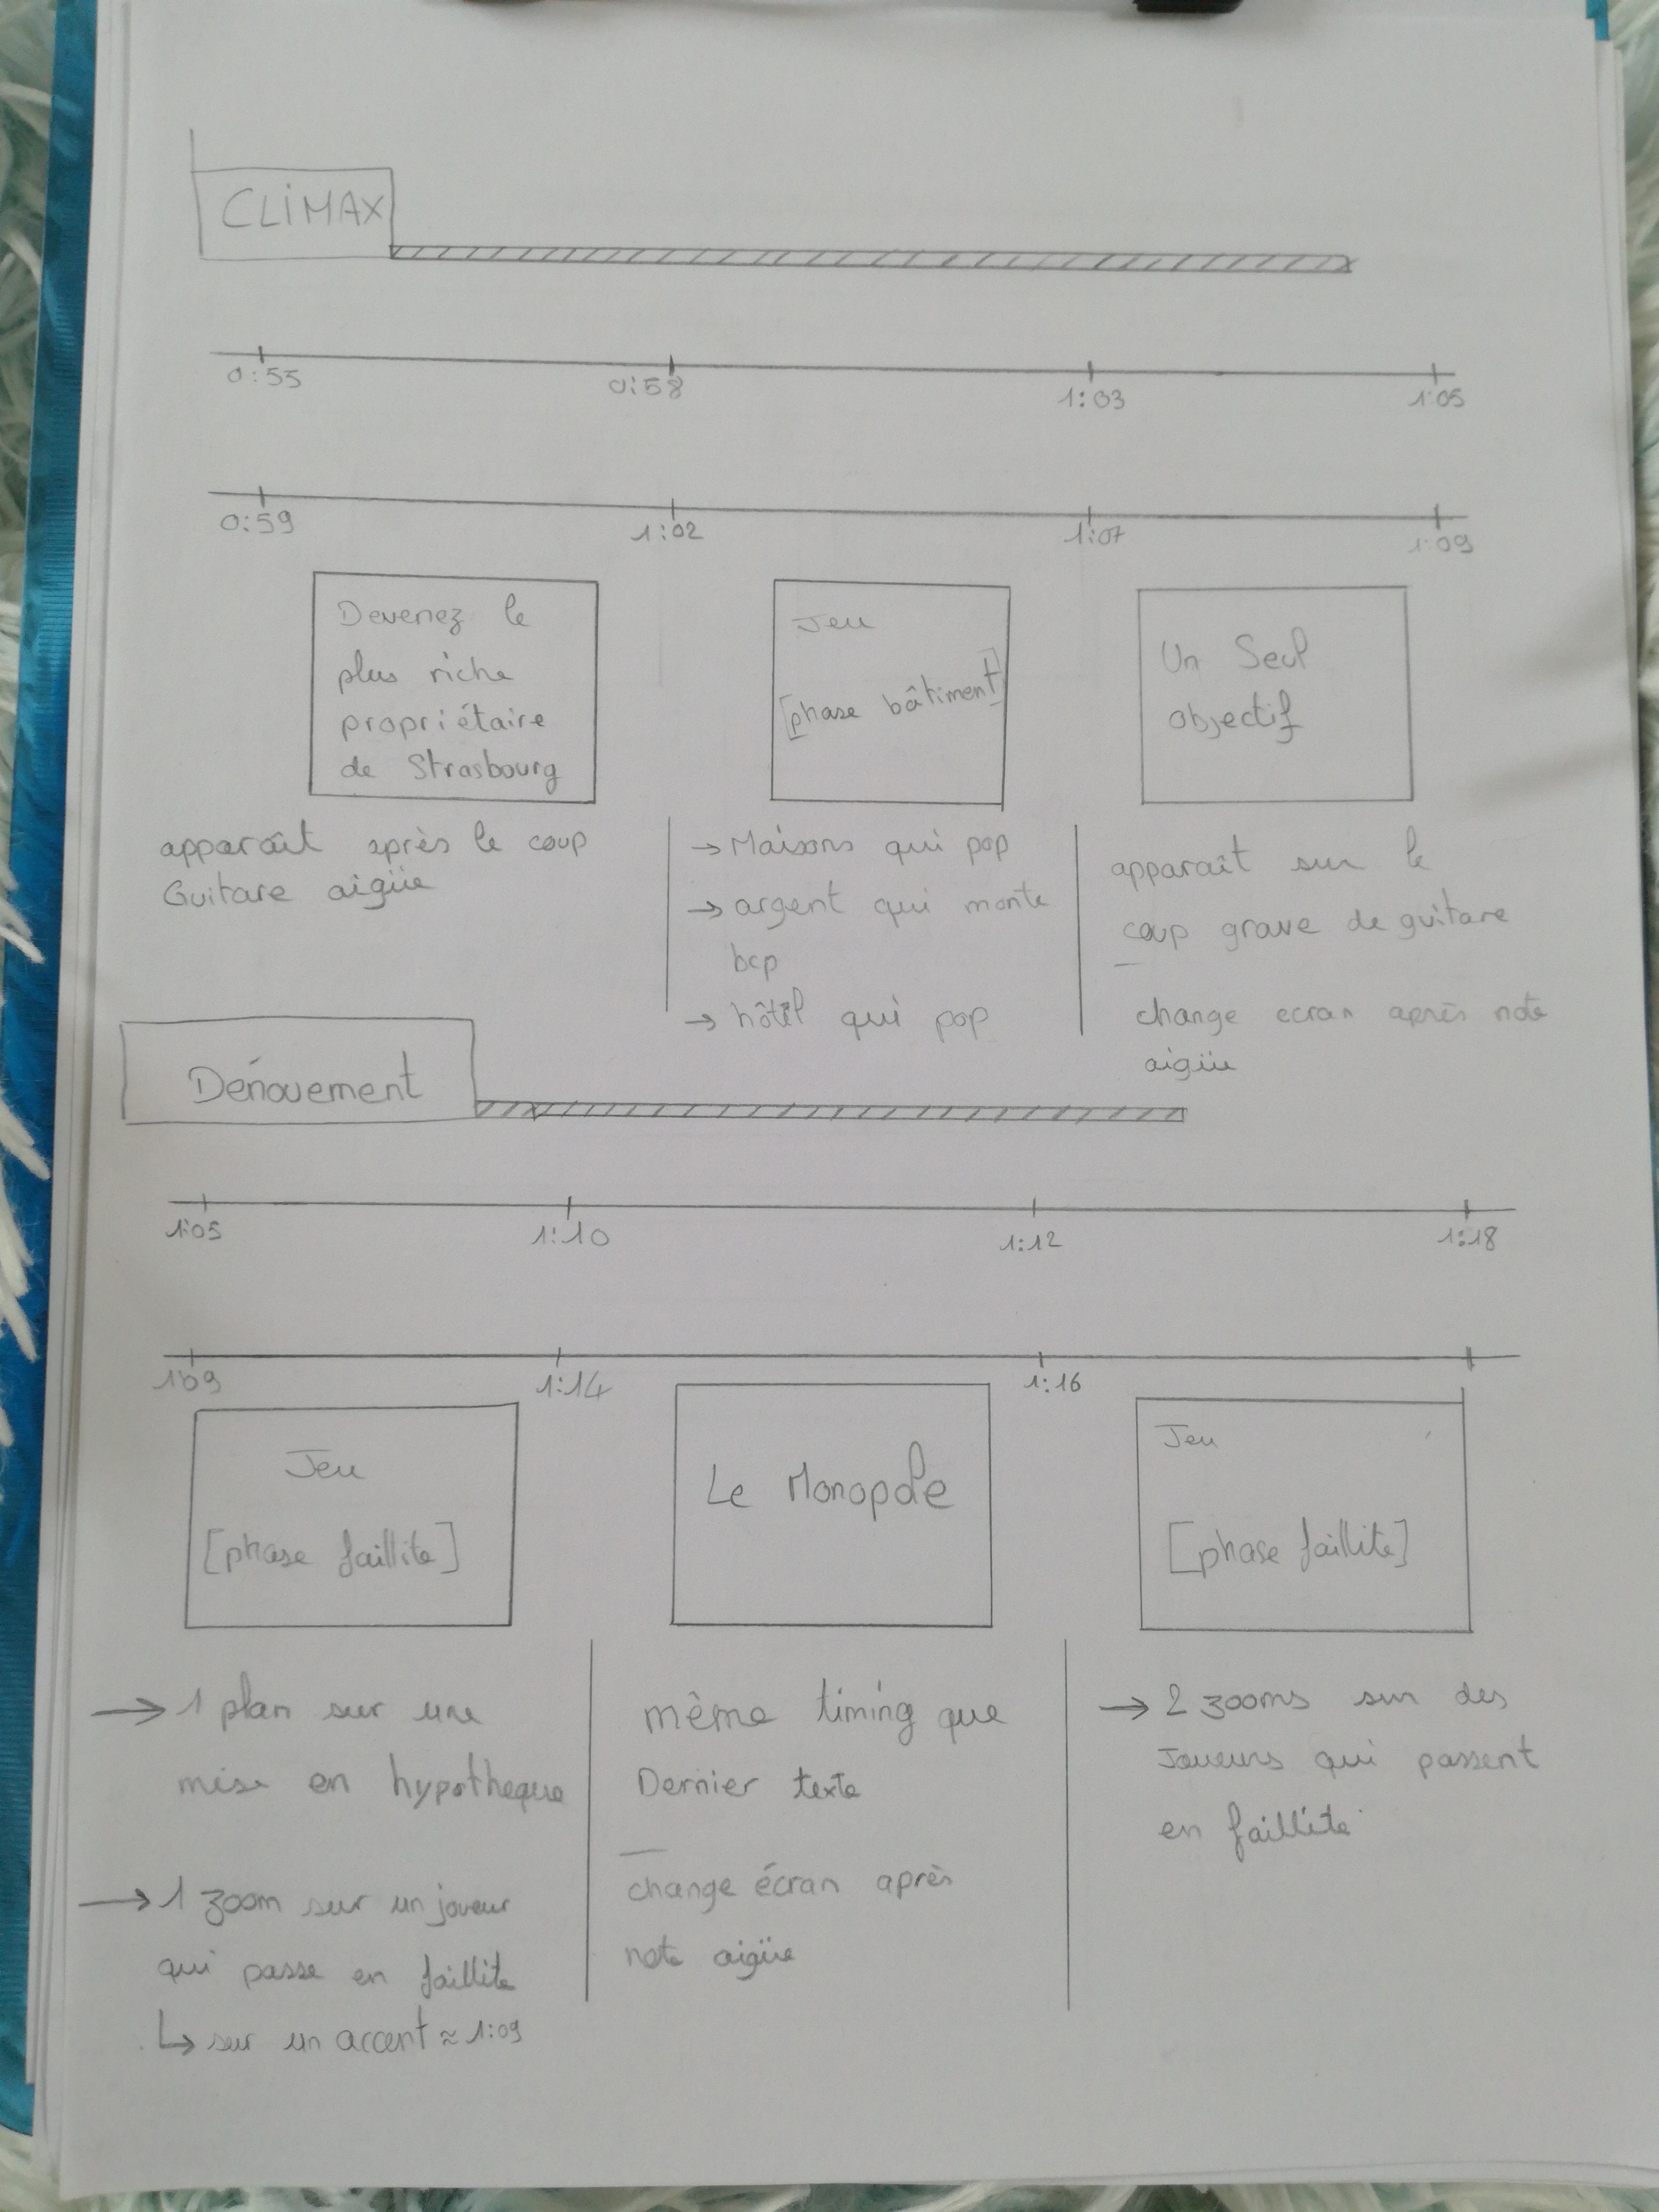 CLIMAX
0:55 0:58 1:03 1:05
0:59 1:02 1:07 1:09
Devenez le
plus riche
propriétaire
de Strasbourg
Jeu
[phase bâtiment]
Un Seul
objectif
apparaît après le coup
Guitare aigüe
→ Maisons qui pop
→ argent qui monte
bcp
→ hôtel qui pop
apparaît sur le
coup grave de guitare
change ecran après note
aigüe
Dénouement
1:05 1:10 1:12 1:18
1:09 1:14 1:16
Jeu
[phase faillite]
Le Monopole
Jeu
[phase faillite]
→ 1 plan sur une
mise en hypotheque
→ 1 zoom sur un joueur
qui passe en faillite
↳ sur un accent ≈ 1:09
même timing que
Dernier texte
change écran après
note aigüe
→ 2 zooms sur des
Joueurs qui passent
en faillite